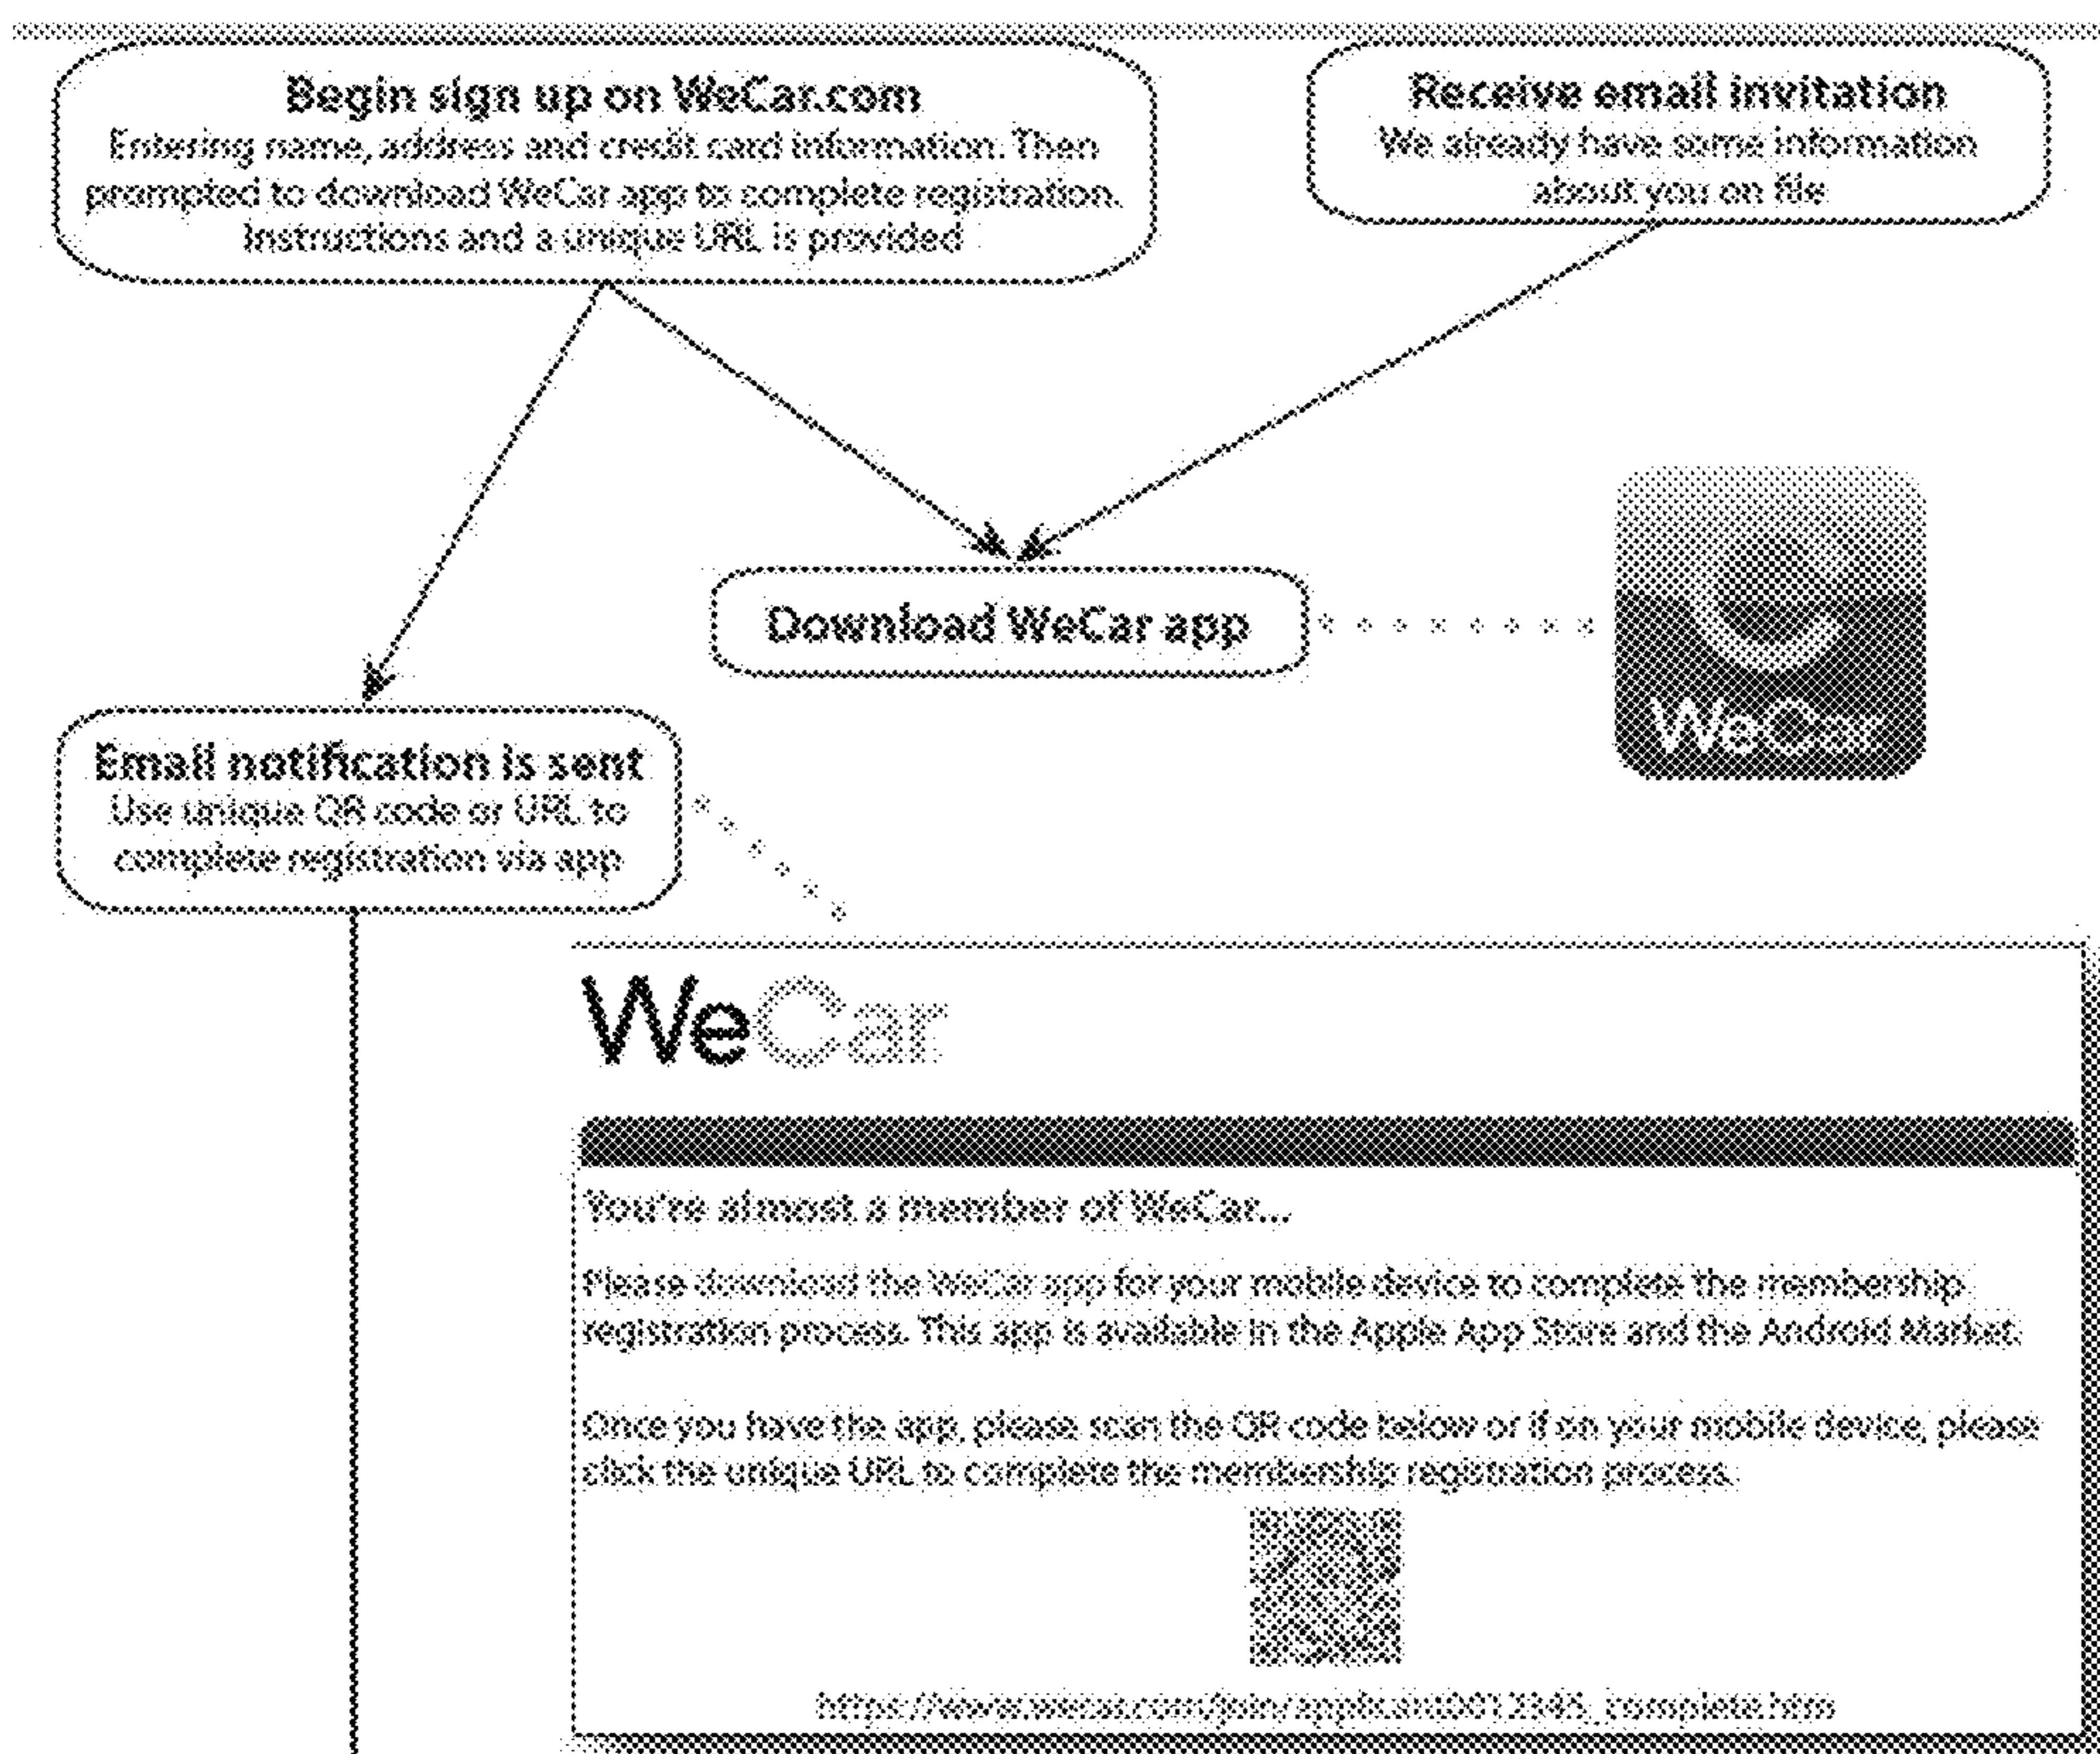 Begin sign up on WeCar.com
Entering name, address and credit card information. Then
prompted to download WeCar app to complete registration.
Instructions and a unique URL is provided
Receive email invitation
We already have some information
about you on file
Download WeCar app
WeCar
Email notification is sent
Use unique QR code or URL to
complete registration via app
WeCar
You're almost a member of WeCar...
Please download the WeCar app for your mobile device to complete the membership
registration process. This app is available in the Apple App Store and the Android Market.
Once you have the app, please scan the QR code below or if on your mobile device, please
click the unique URL to complete the membership registration process.